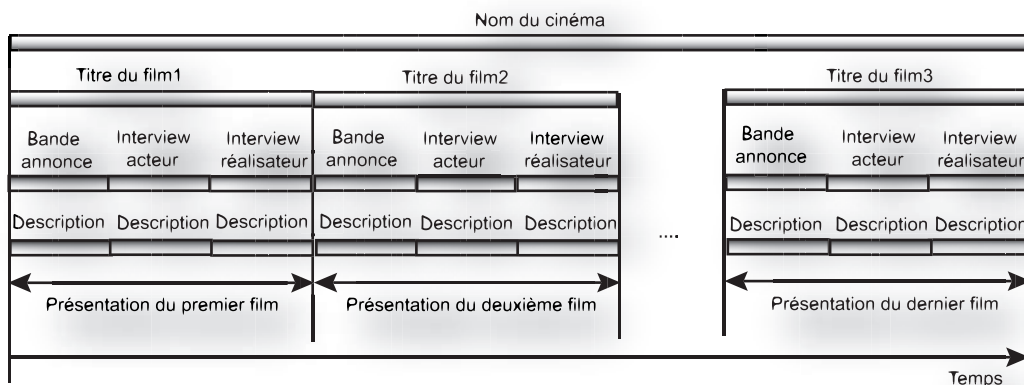 Nom du cinéma
Titre du film1 Titre du film2 Titre du film3
Bande annonce Interview acteur Interview réalisateur Bande annonce Interview acteur Interview réalisateur Bande annonce Interview acteur Interview réalisateur
Description Description Description Description Description Description Description Description Description
....
Présentation du premier film Présentation du deuxième film Présentation du dernier film
Temps